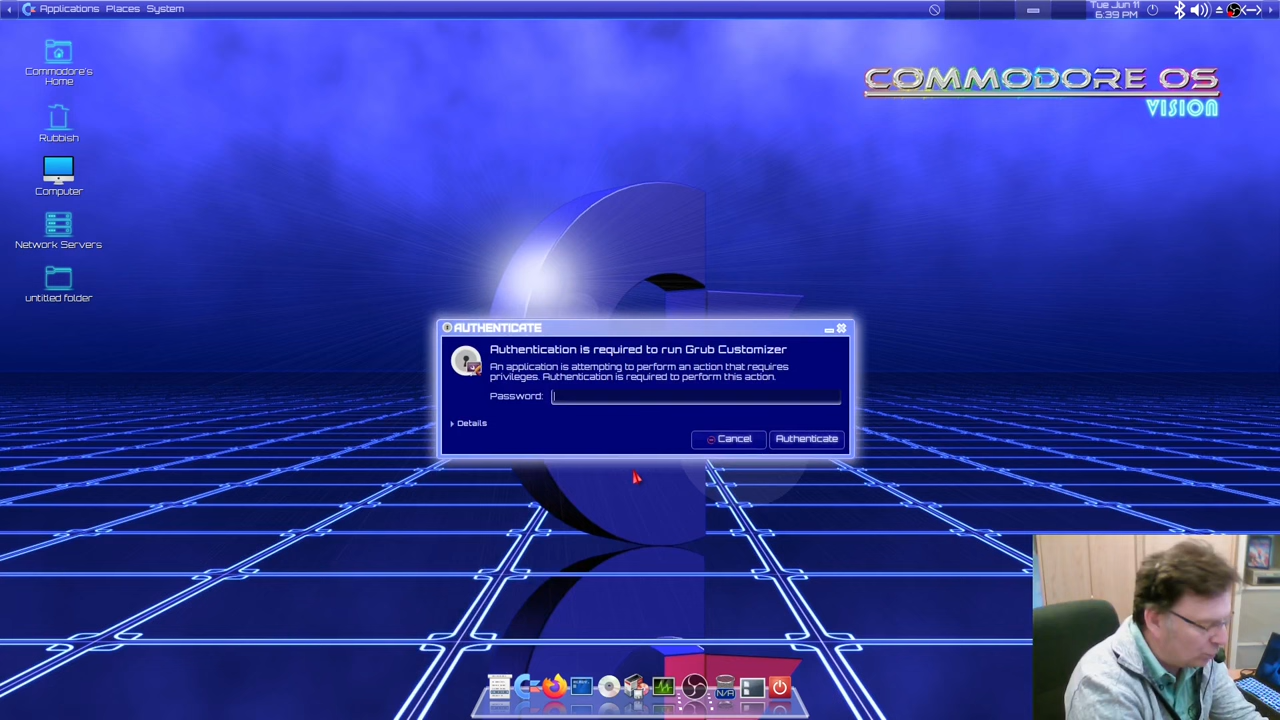 Applications Places System
Tue Jun 11
6:39 PM
Commodore's
Home
Rubbish
Computer
Network Servers
untitled folder
COMMODORE OS
VISION
AUTHENTICATE
Authentication is required to run Grub Customizer
An application is attempting to perform an action that requires
privileges. Authentication is required to perform this action.
Password:
Details
Cancel Authenticate
N/A